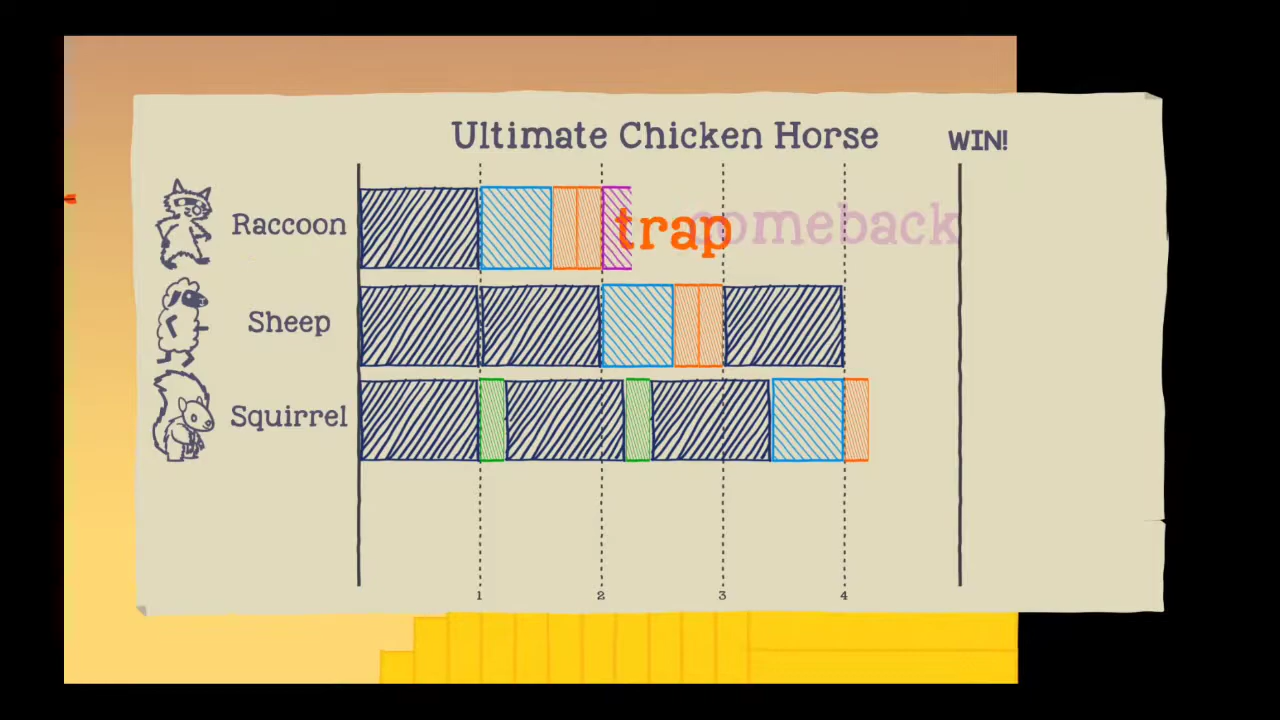 Ultimate Chicken Horse
WIN!
Raccoon
trap
comeback
Sheep
Squirrel
1 2 3 4